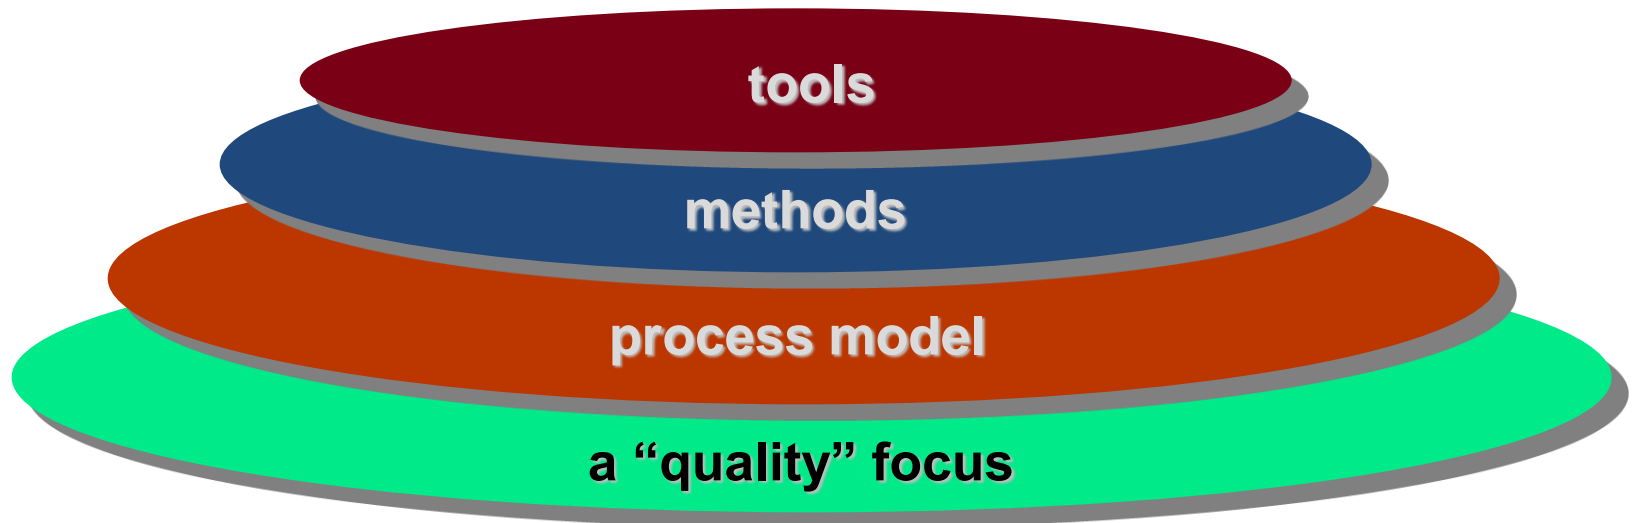 tools
methods
process model
a “quality” focus